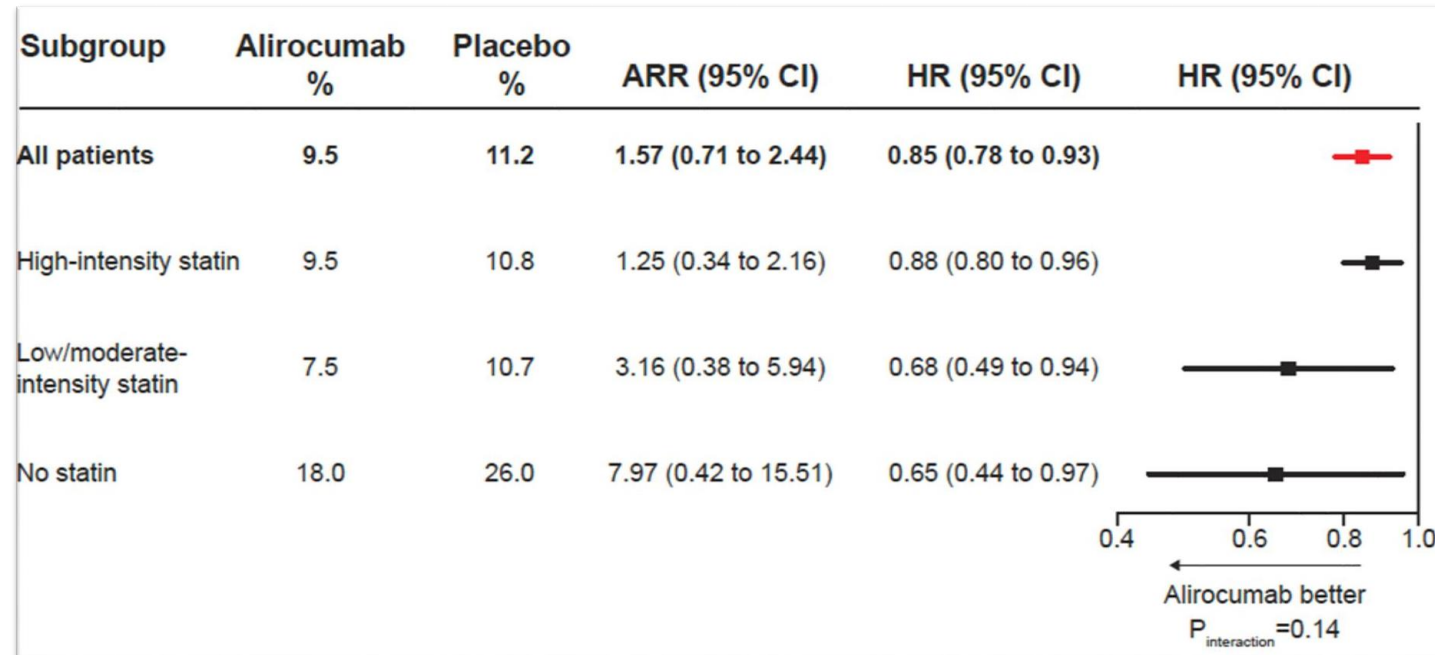 Subgroup Alirocumab % Placebo % ARR (95% CI) HR (95% CI) HR (95% CI)
All patients 9.5 11.2 1.57 (0.71 to 2.44) 0.85 (0.78 to 0.93)
High-intensity statin 9.5 10.8 1.25 (0.34 to 2.16) 0.88 (0.80 to 0.96)
Low/moderate-
intensity statin 7.5 10.7 3.16 (0.38 to 5.94) 0.68 (0.49 to 0.94)
No statin 18.0 26.0 7.97 (0.42 to 15.51) 0.65 (0.44 to 0.97)
0.4 0.6 0.8 1.0
Alirocumab better
Pinteraction=0.14